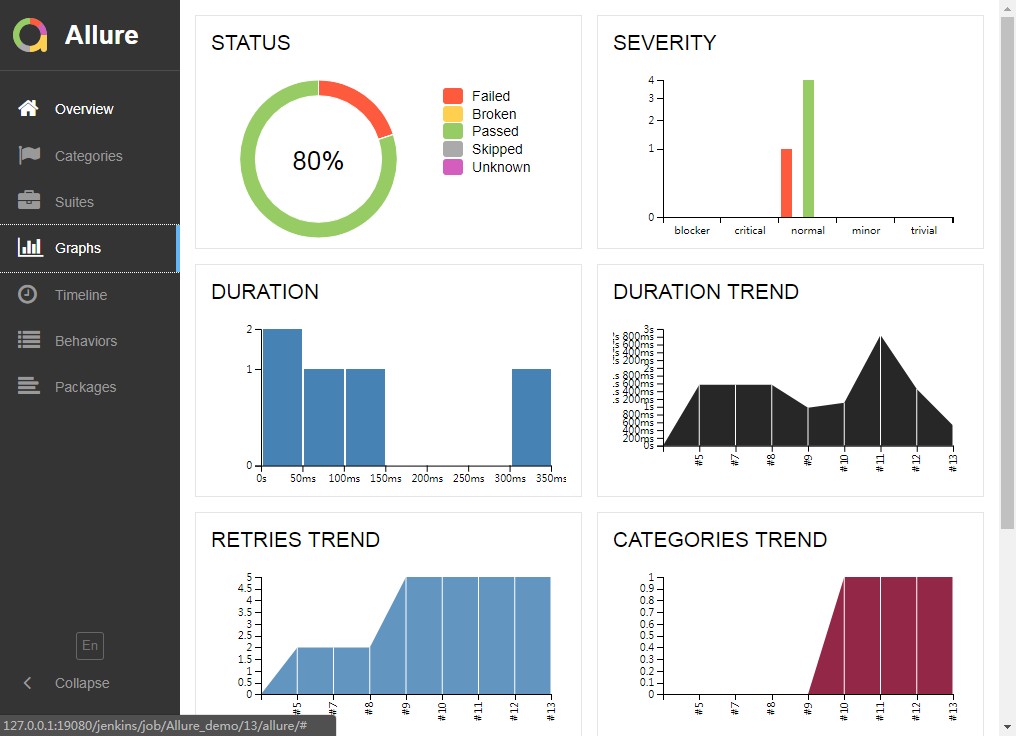 Allure
Overview
Categories
Suites
Graphs
Timeline
Behaviors
Packages
En
Collapse
127.0.0.1:19080/jenkins/job/Allure_demo/13/allure/#
STATUS
80%
Failed
Broken
Passed
Skipped
Unknown
SEVERITY
4
3
2
1
0
blocker critical normal minor trivial
DURATION
2
1
0
0s 50ms 100ms 150ms 200ms 250ms 300ms 350ms
DURATION TREND
3s
800ms
600ms
400ms
200ms
2s
800ms
600ms
400ms
200ms
1s
800ms
600ms
400ms
200ms
0s
#5 #7 #8 #9 #10 #11 #12 #13
RETRIES TREND
5
4.5
4
3.5
3
2.5
2
1.5
1
0.5
0
#5 #7 #8 #9 #10 #11 #12 #13
CATEGORIES TREND
1
0.9
0.8
0.7
0.6
0.5
0.4
0.3
0.2
0.1
0
#5 #7 #8 #9 #10 #11 #12 #13